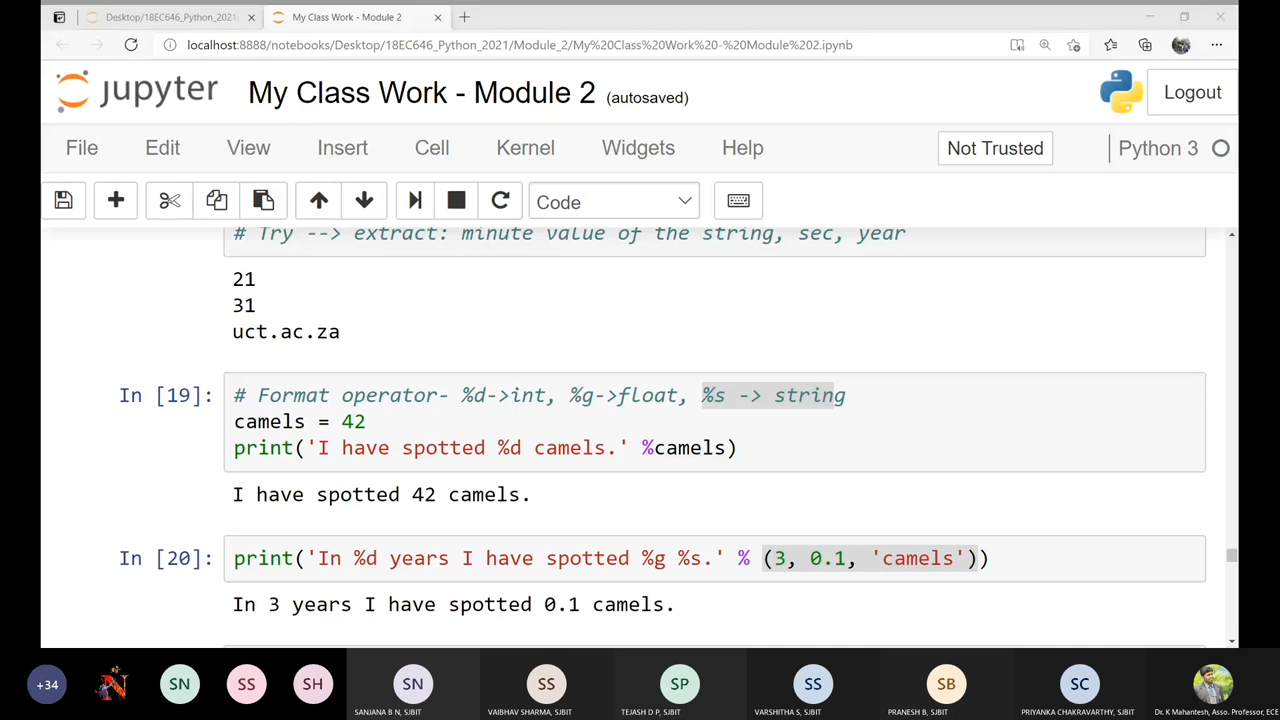 Desktop/18EC646_Python_2021/
My Class Work - Module 2
localhost:8888/notebooks/Desktop/18EC646_Python_2021/Module_2/My%20Class%20Work%20-%20Module%202.ipynb
jupyter My Class Work - Module 2 (autosaved)
Logout
File Edit View Insert Cell Kernel Widgets Help
Not Trusted
Python 3
Code
# Try --> extract: minute value of the string, sec, year
21
31
uct.ac.za
In [19]: # Format operator- %d->int, %g->float, %s -> string
camels = 42
print('I have spotted %d camels.' %camels)
I have spotted 42 camels.
In [20]: print('In %d years I have spotted %g %s.' % (3, 0.1, 'camels'))
In 3 years I have spotted 0.1 camels.
+34 N SN SS SH SN SS SP SS SB SC
SANJANA B N, SJBIT VAIBHAV SHARMA, SJBIT TEJASH D P, SJBIT VARSHITHA S, SJBIT PRANESH B, SJBIT PRIYANKA CHAKRAVARTHY, SJBIT Dr. K Mahantesh, Asso. Professor, ECE